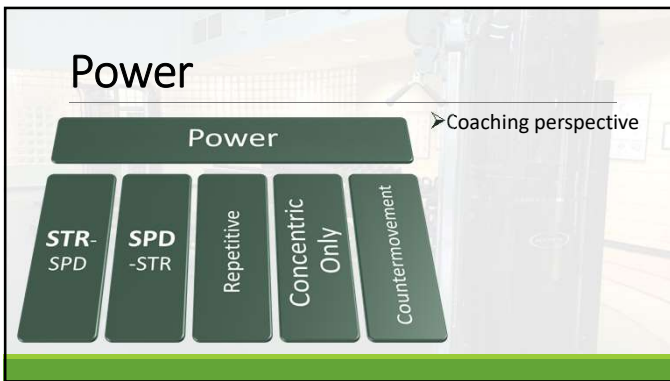 Power
➢Coaching perspective
Power
STR-
SPD
SPD
-STR
Repetitive
Concentric
Only
Countermovement